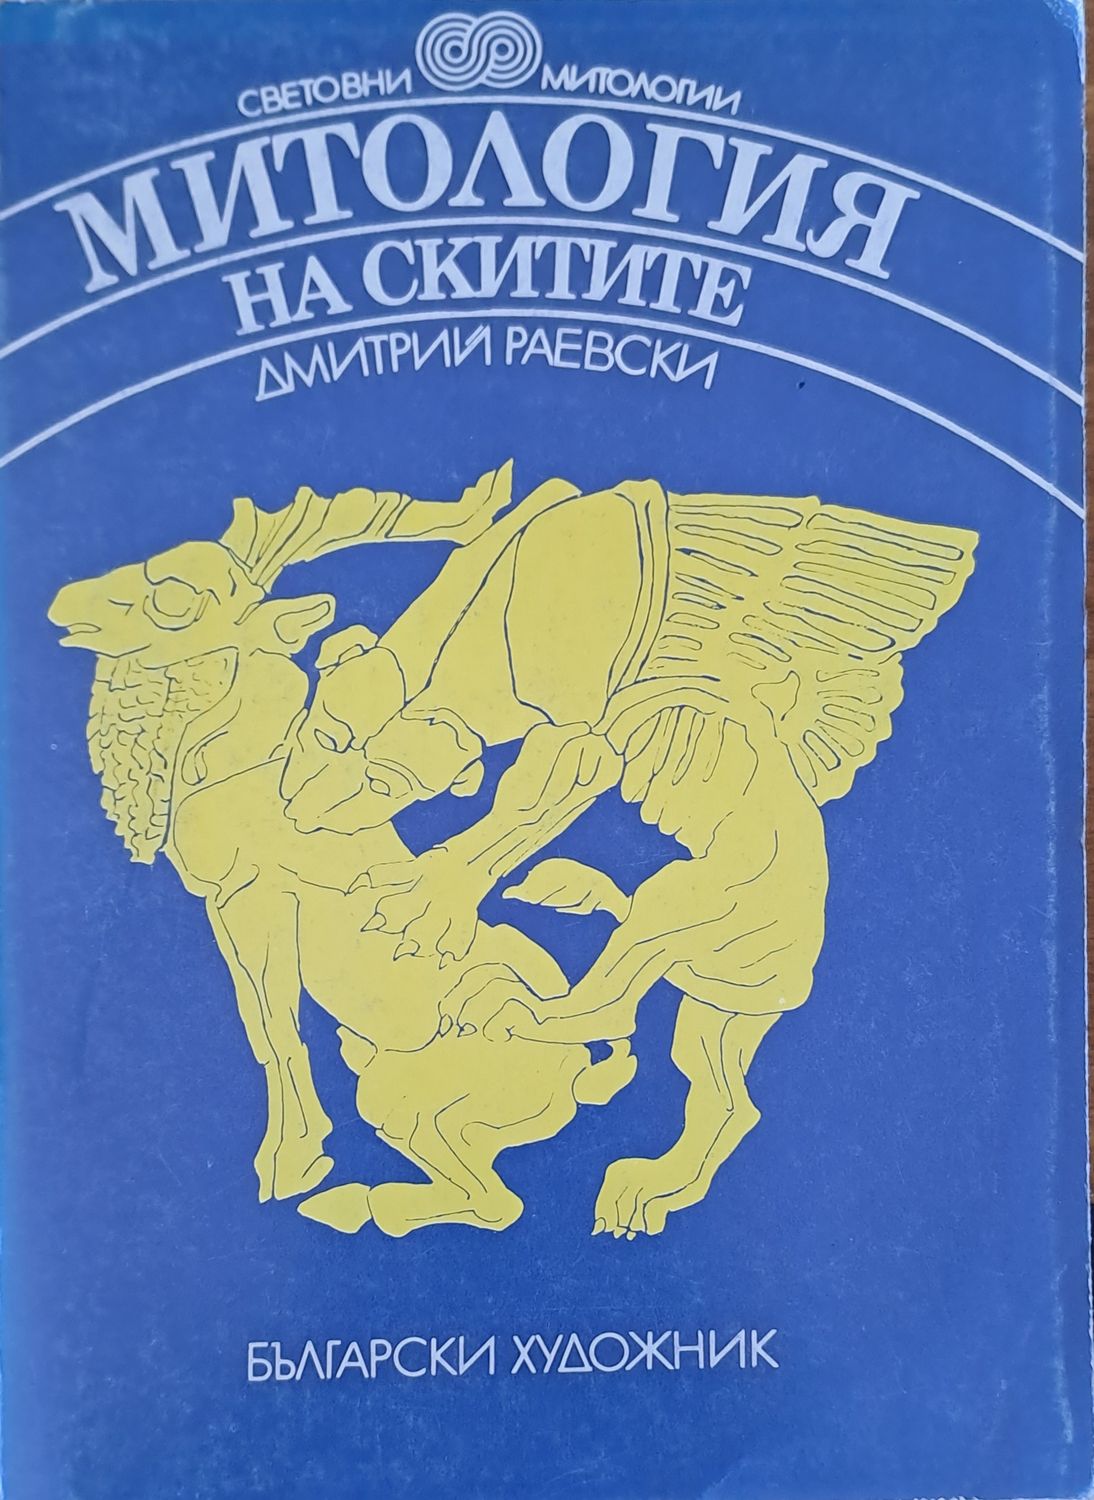 СВЕТОВНИ МИТОЛОГИИ
МИТОЛОГИЯ
НА СКИТИТЕ
ДМИТРИЙ РАЕВСКИ
БЪЛГАРСКИ ХУДОЖНИК